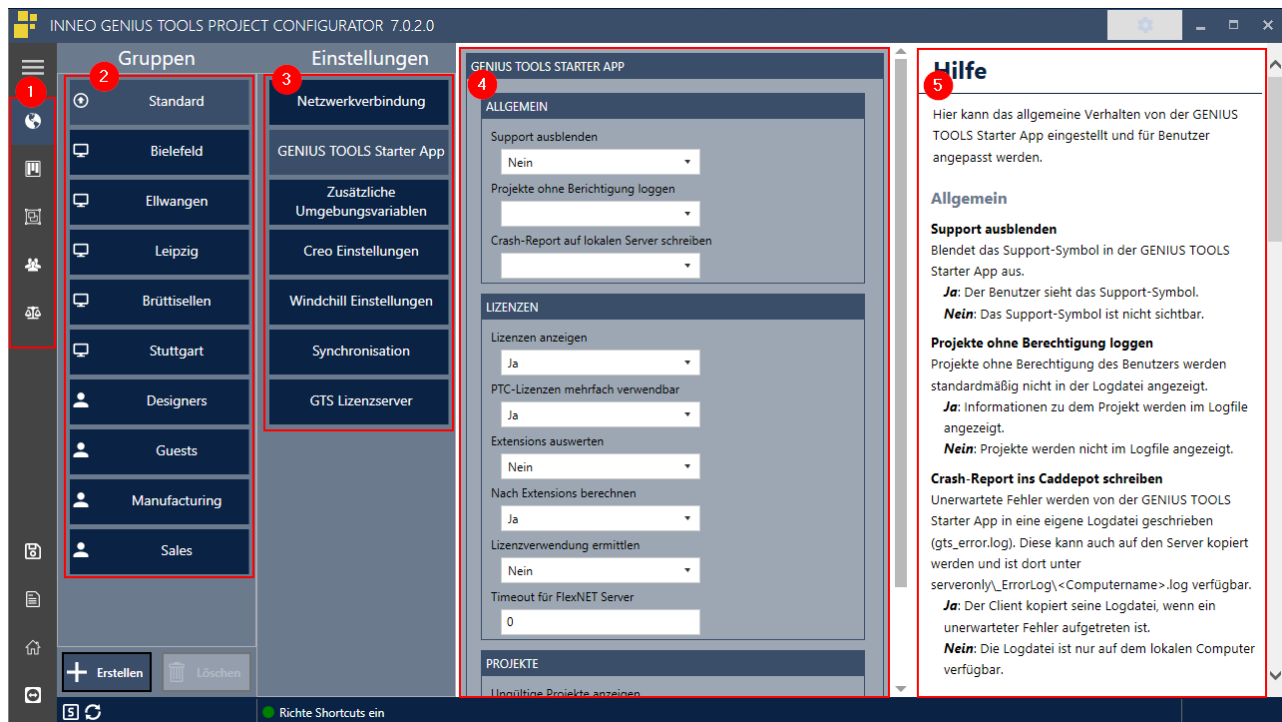 INNEO GENIUS TOOLS PROJECT CONFIGURATOR 7.0.2.0
1
Gruppen
2
Standard
Bielefeld
Ellwangen
Leipzig
Brüttisellen
Stuttgart
Designers
Guests
Manufacturing
Sales
Erstellen
Löschen
Einstellungen
3
Netzwerkverbindung
GENIUS TOOLS Starter App
Zusätzliche
Umgebungsvariablen
Creo Einstellungen
Windchill Einstellungen
Synchronisation
GTS Lizenzserver
GENIUS TOOLS STARTER APP
4
ALLGEMEIN
Support ausblenden
Nein
Projekte ohne Berichtigung loggen
Crash-Report auf lokalen Server schreiben
LIZENZEN
Lizenzen anzeigen
Ja
PTC-Lizenzen mehrfach verwendbar
Ja
Extensions auswerten
Nein
Nach Extensions berechnen
Ja
Lizenzverwendung ermittlen
Nein
Timeout für FlexNET Server
0
PROJEKTE
Ungültige Projekte anzeigen
Hilfe
5
Hier kann das allgemeine Verhalten von der GENIUS
TOOLS Starter App eingestellt und für Benutzer
angepasst werden.
Allgemein
Support ausblenden
Blendet das Support-Symbol in der GENIUS TOOLS
Starter App aus.
Ja: Der Benutzer sieht das Support-Symbol.
Nein: Das Support-Symbol ist nicht sichtbar.
Projekte ohne Berechtigung loggen
Projekte ohne Berechtigung des Benutzers werden
standardmäßig nicht in der Logdatei angezeigt.
Ja: Informationen zu dem Projekt werden im Logfile
angezeigt.
Nein: Projekte werden nicht im Logfile angezeigt.
Crash-Report ins Caddepot schreiben
Unerwartete Fehler werden von der GENIUS TOOLS
Starter App in eine eigene Logdatei geschrieben
(gts_error.log). Diese kann auch auf den Server kopiert
werden und ist dort unter
serveronly\_ErrorLog\<Computername>.log verfügbar.
Ja: Der Client kopiert seine Logdatei, wenn ein
unerwarteter Fehler aufgetreten ist.
Nein: Die Logdatei ist nur auf dem lokalen Computer
verfügbar.
S
Richte Shortcuts ein